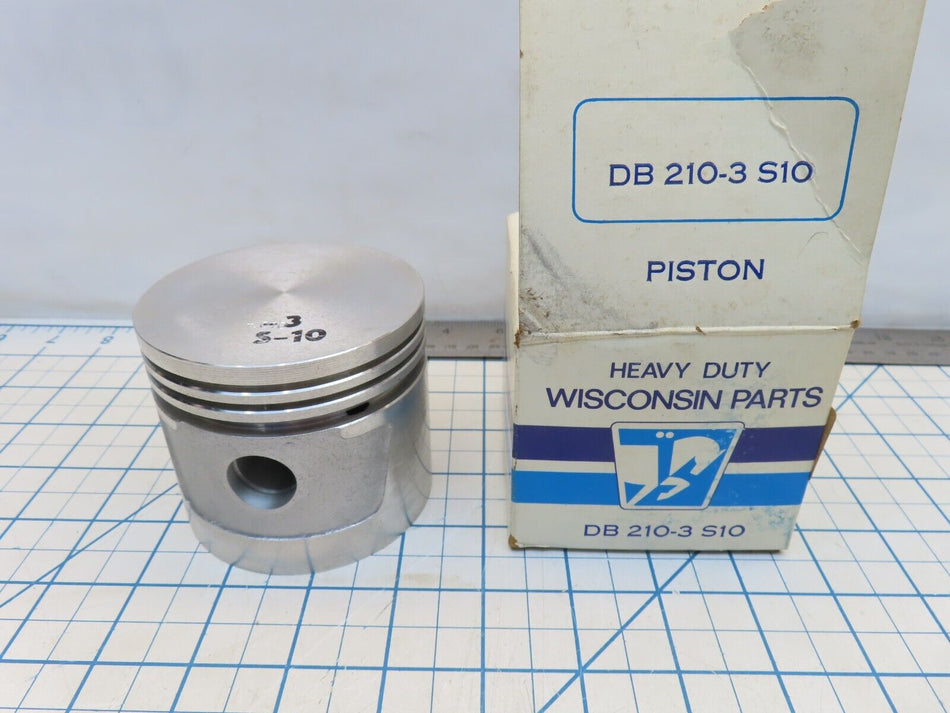 DB 210-3 S10
PISTON
HEAVY DUTY
WISCONSIN PARTS
DB 210-3 S10
-3
S-10